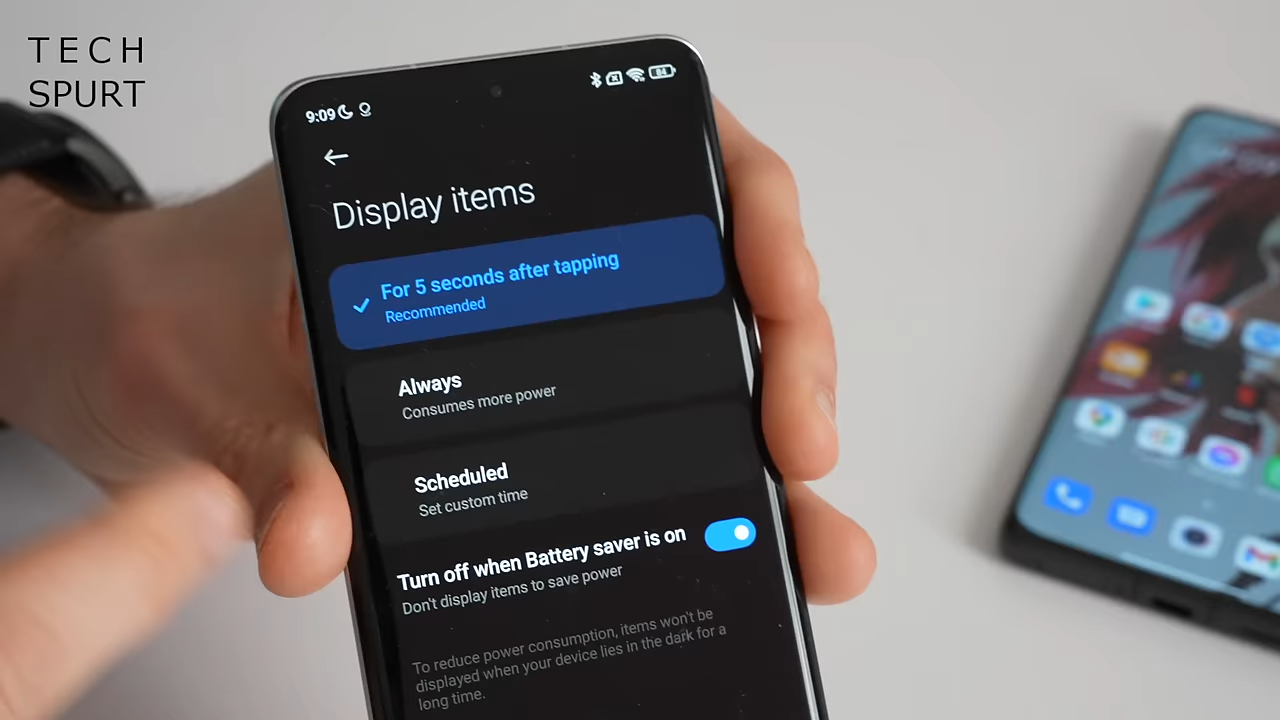 TECH
SPURT
9:09
84
Display items
For 5 seconds after tapping
Recommended
Always
Consumes more power
Scheduled
Set custom time
Turn off when Battery saver is on
Don't display items to save power
To reduce power consumption, items won't be
displayed when your device lies in the dark for a
long time.